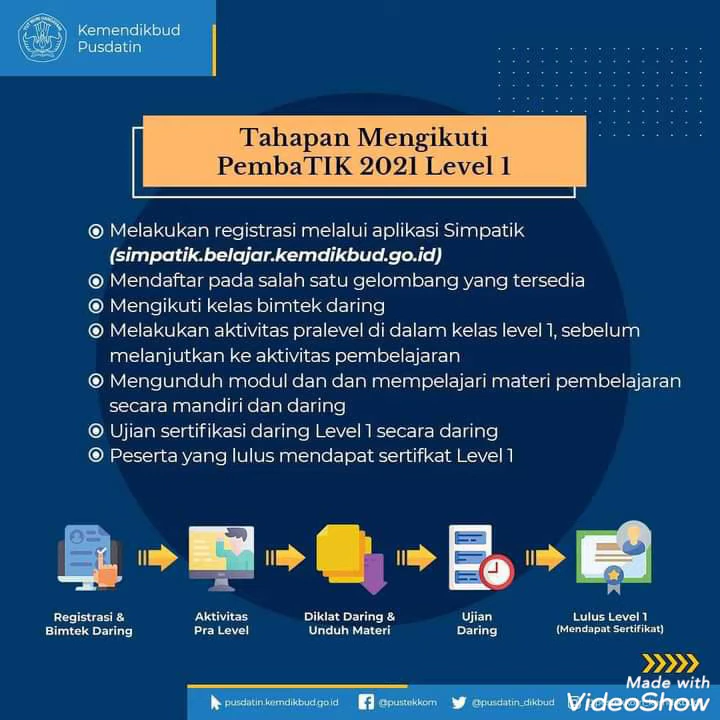 Kemendikbud
Pusdatin
Tahapan Mengikuti
PembaTIK 2021 Level 1
Melakukan registrasi melalui aplikasi Simpatik
(simpatik.belajar.kemdikbud.go.id)
Mendaftar pada salah satu gelombang yang tersedia
Mengikuti kelas bimtek daring
Melakukan aktivitas pralevel di dalam kelas level 1, sebelum
melanjutkan ke aktivitas pembelajaran
Mengunduh modul dan dan mempelajari materi pembelajaran
secara mandiri dan daring
Ujian sertifikasi daring Level 1 secara daring
Peserta yang lulus mendapat sertifkat Level 1
Registrasi &
Bimtek Daring
Aktivitas
Pra Level
Diklat Daring &
Unduh Materi
Ujian
Daring
Lulus Level 1
(Mendapat Sertifikat)
pusdatin.kemdikbud.go.id
@pustekkom
@pusdatin_dikbud
Made with
VideoShow